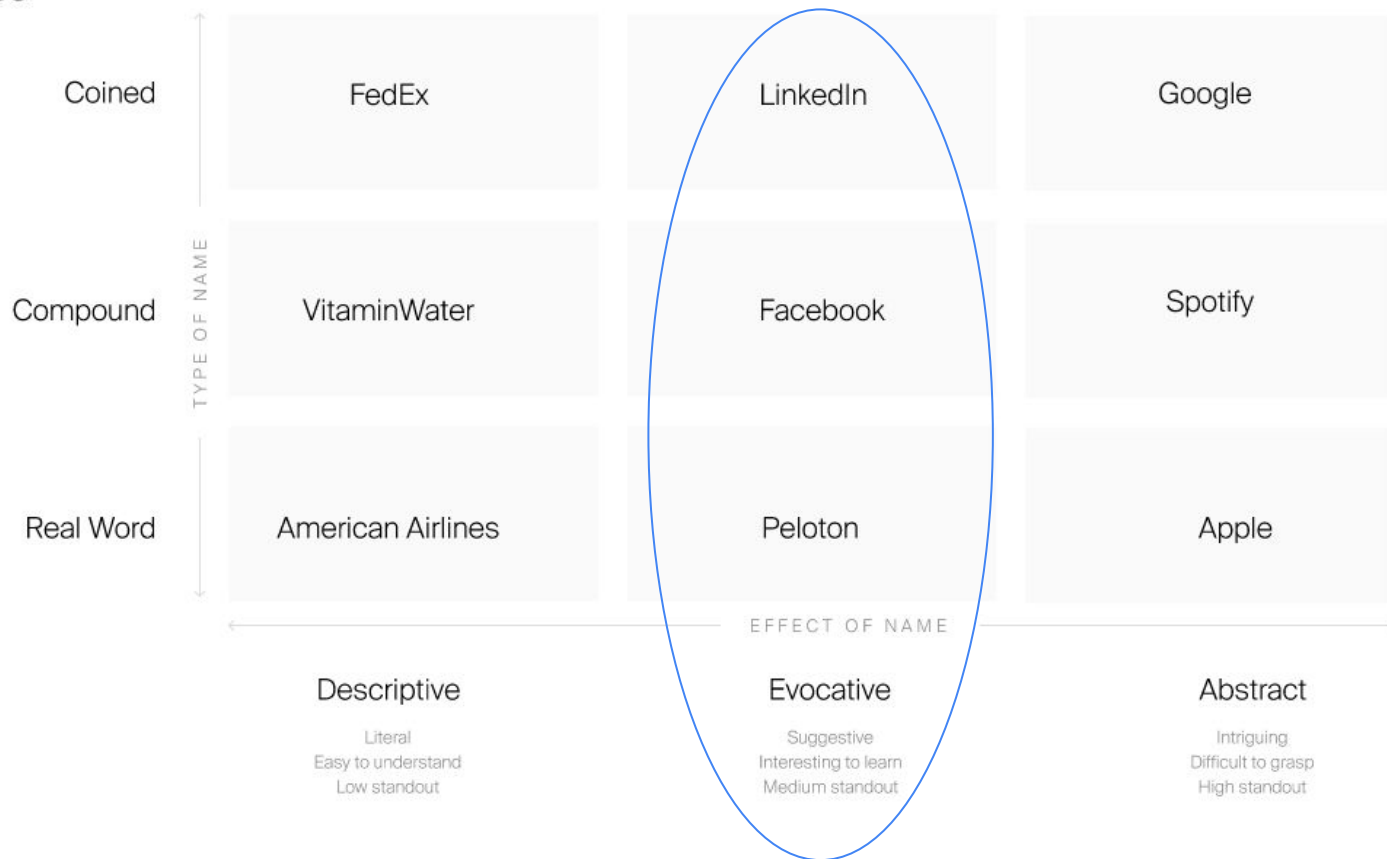 Coined
FedEx
LinkedIn
Google
TYPE OF NAME
Compound
VitaminWater
Facebook
Spotify
Real Word
American Airlines
Peloton
Apple
EFFECT OF NAME
Descriptive
Literal
Easy to understand
Low standout
Evocative
Suggestive
Interesting to learn
Medium standout
Abstract
Intriguing
Difficult to grasp
High standout